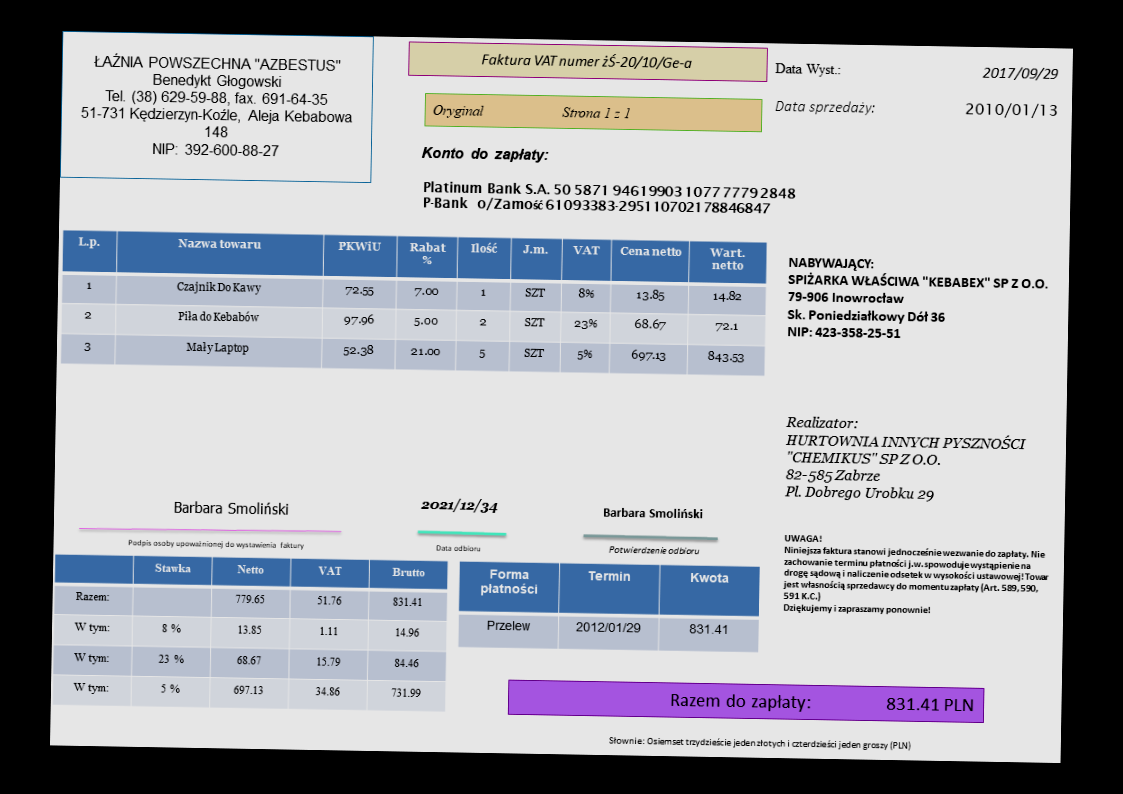 ŁAŹNIA POWSZECHNA "AZBESTUS"
Benedykt Głogowski
Tel. (38) 629-59-88, fax. 691-64-35
51-731 Kędzierzyn-Koźle, Aleja Kebabowa
148
NIP: 392-600-88-27
Faktura VAT numer żŚ-20/10/Ge-a
Oryginał Strona 1 z 1
Data Wyst.: 2017/09/29
Data sprzedaży: 2010/01/13
Konto do zapłaty:
Platinum Bank S.A. 50 5871 94619903 1077 7779 2848
P-Bank o/Zamość 61093383-295110702178846847
L.p. Nazwa towaru PKWiU Rabat % Ilość J.m. VAT Cena netto Wart. netto
1 Czajnik Do Kawy 72.55 7.00 1 SZT 8% 13.85 14.82
2 Piła do Kebabów 97.96 5.00 2 SZT 23% 68.67 72.1
3 Mały Laptop 52.38 21.00 5 SZT 5% 697.13 843.53
NABYWAJĄCY:
SPIŻARKA WŁAŚCIWA "KEBABEX" SP Z O.O.
79-906 Inowrocław
Sk. Poniedziałkowy Dół 36
NIP: 423-358-25-51
Realizator:
HURTOWNIA INNYCH PYSZNOŚCI
"CHEMIKUS" SP Z O.O.
82-585 Zabrze
Pl. Dobrego Urobku 29
Barbara Smoliński
Podpis osoby upoważnionej do wystawienia faktury
2021/12/34
Data odbioru
Barbara Smoliński
Potwierdzenie odbioru
UWAGA!
Niniejsza faktura stanowi jednocześnie wezwanie do zapłaty. Nie
zachowanie terminu płatności j.w. spowoduje wystąpienie na
drogę sądową i naliczenie odsetek w wysokości ustawowej! Towar
jest własnością sprzedawcy do momentu zapłaty (Art. 589, 590,
591 K.C.)
Dziękujemy i zapraszamy ponownie!
Stawka Netto VAT Brutto
Razem: 779.65 51.76 831.41
W tym: 8 % 13.85 1.11 14.96
W tym: 23 % 68.67 15.79 84.46
W tym: 5 % 697.13 34.86 731.99
Forma płatności Termin Kwota
Przelew 2012/01/29 831.41
Razem do zapłaty: 831.41 PLN
Słownie: Osiemset trzydzieście jeden złotych i czterdzieści jeden groszy (PLN)